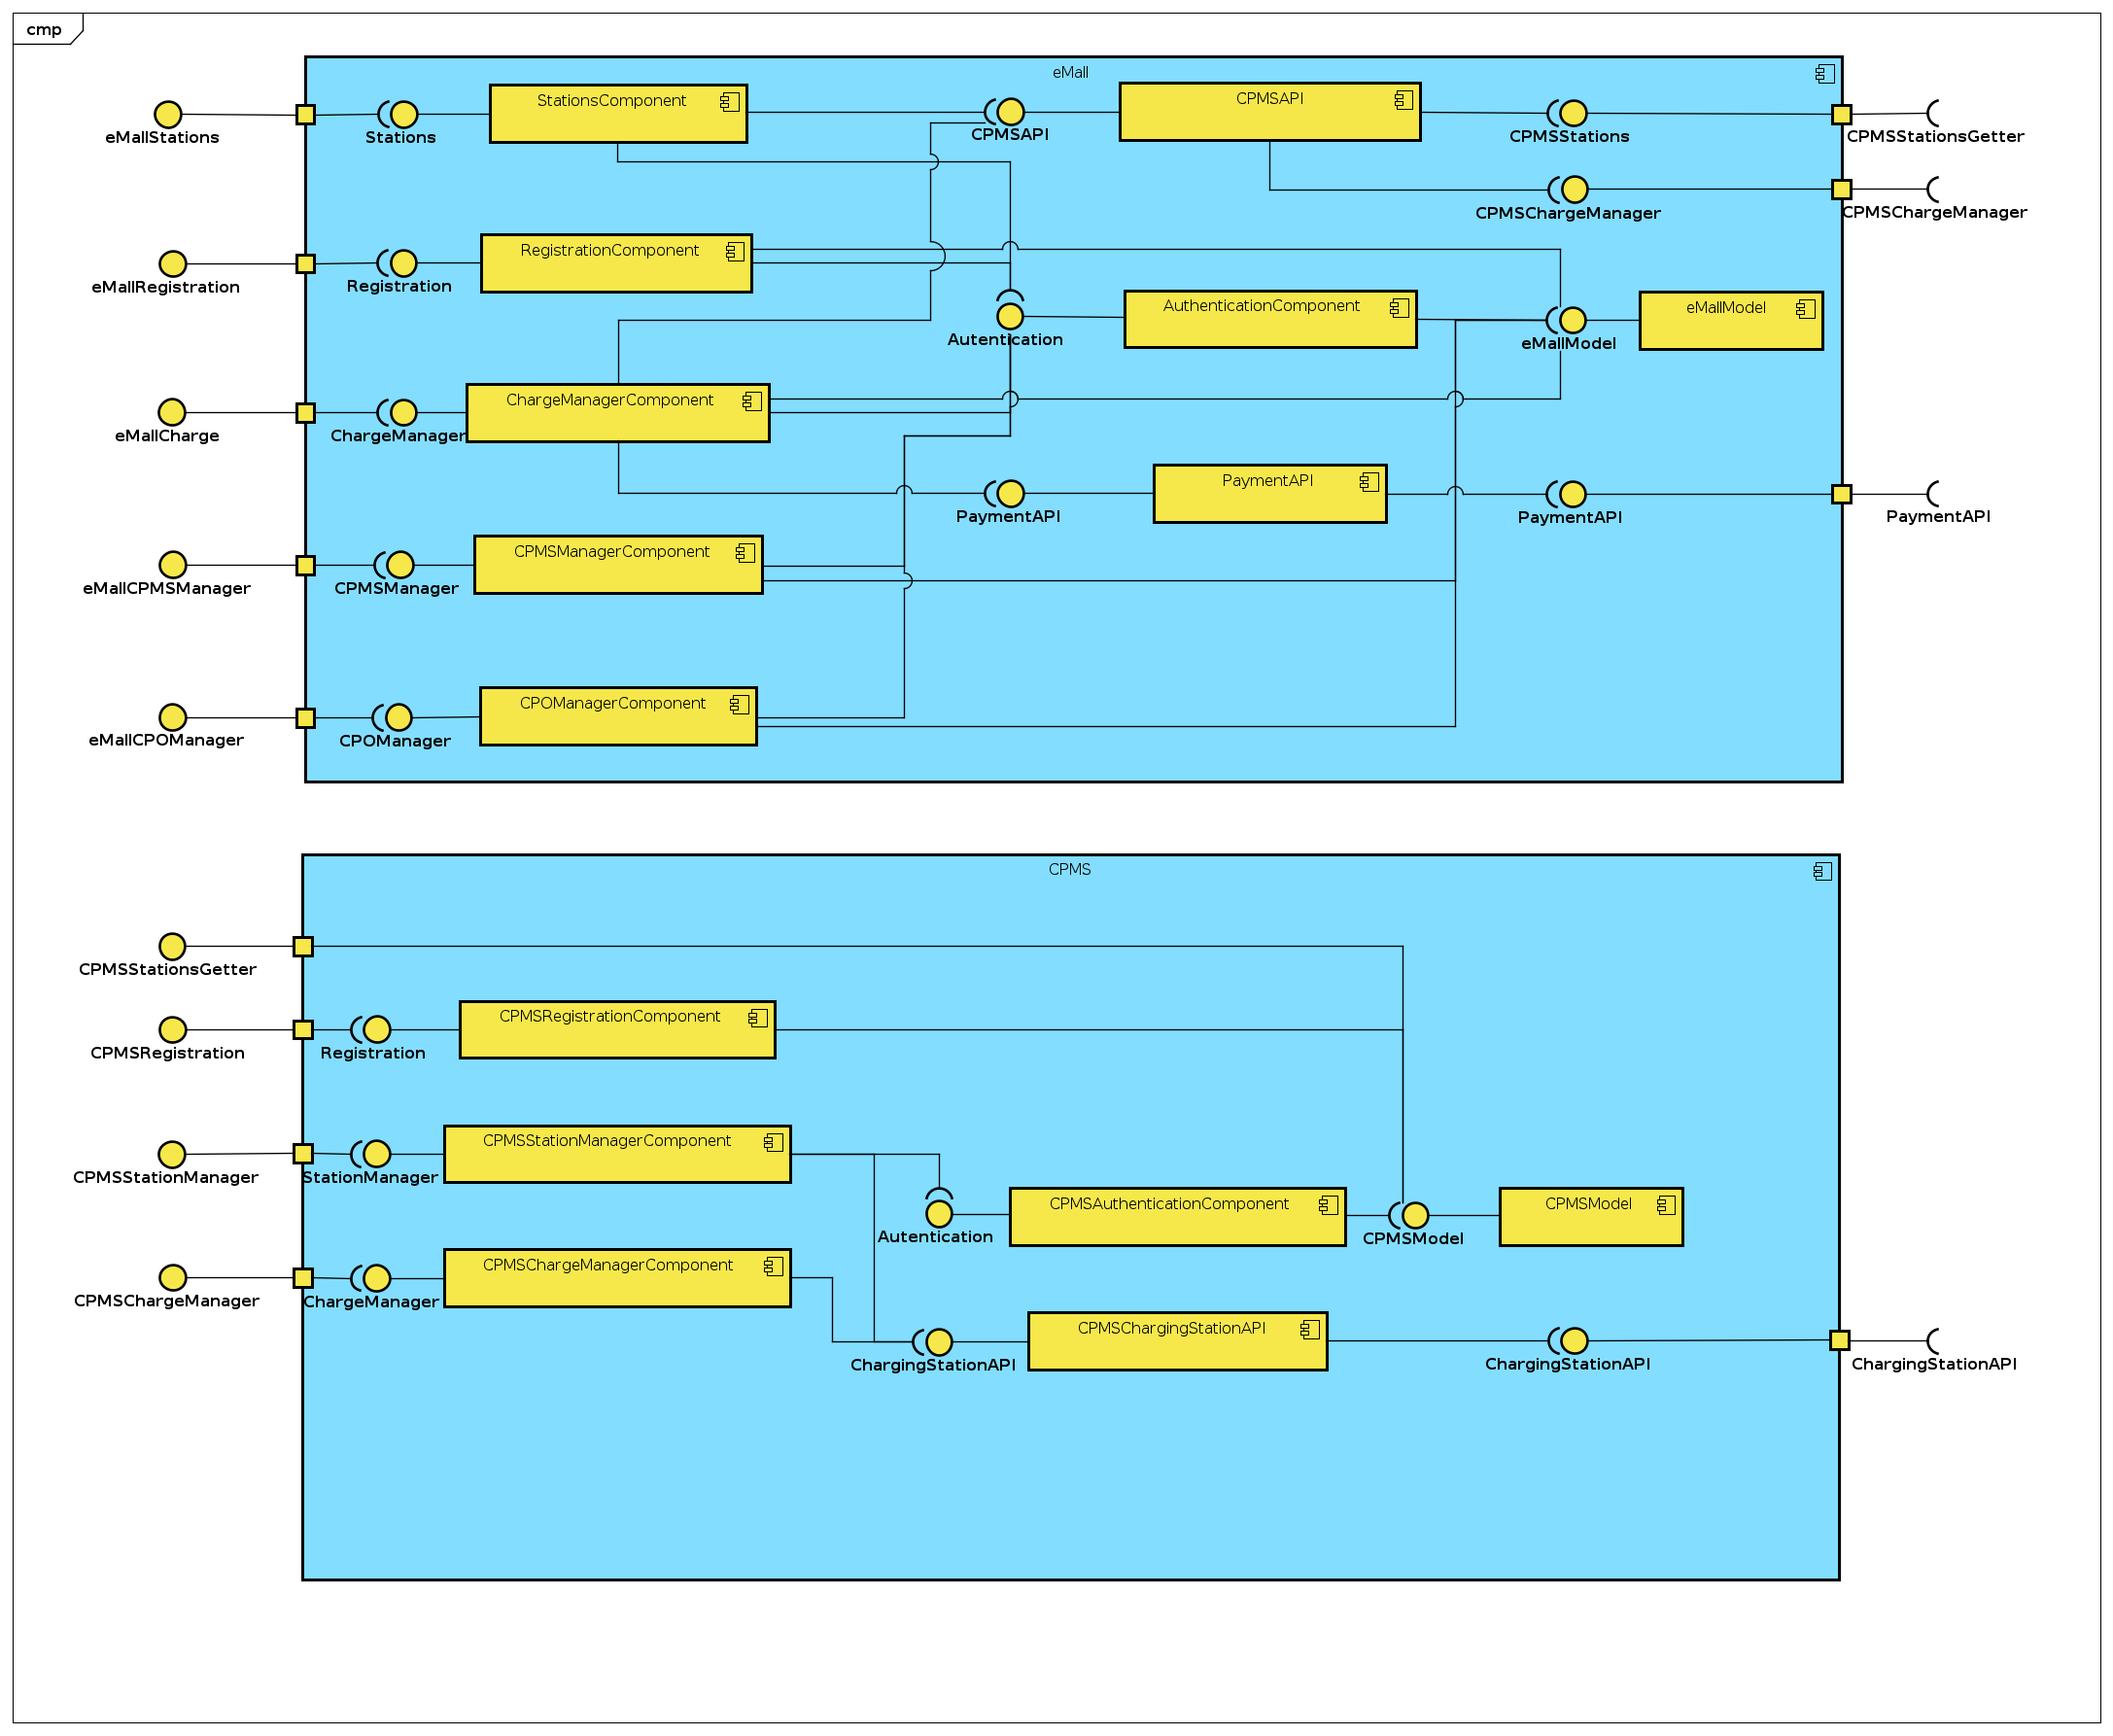 cmp
eMall
StationsComponent
CPMSAPI
eMallStations
Stations
CPMSAPI
CPMSStations
CPMSStationsGetter
CPMSChargeManager
CPMSChargeManager
RegistrationComponent
eMallRegistration
Registration
AuthenticationComponent
eMallModel
Autentication
eMallModel
ChargeManagerComponent
eMallCharge
ChargeManager
PaymentAPI
PaymentAPI
PaymentAPI
PaymentAPI
CPMSManagerComponent
eMallCPMSManager
CPMSManager
CPOManagerComponent
eMallCPOManager
CPOManager
CPMS
CPMSStationsGetter
CPMSRegistrationComponent
CPMSRegistration
Registration
CPMSStationManagerComponent
CPMSStationManager
StationManager
CPMSAuthenticationComponent
CPMSModel
Autentication
CPMSModel
CPMSChargeManagerComponent
CPMSChargeManager
ChargeManager
CPMSChargingStationAPI
ChargingStationAPI
ChargingStationAPI
ChargingStationAPI